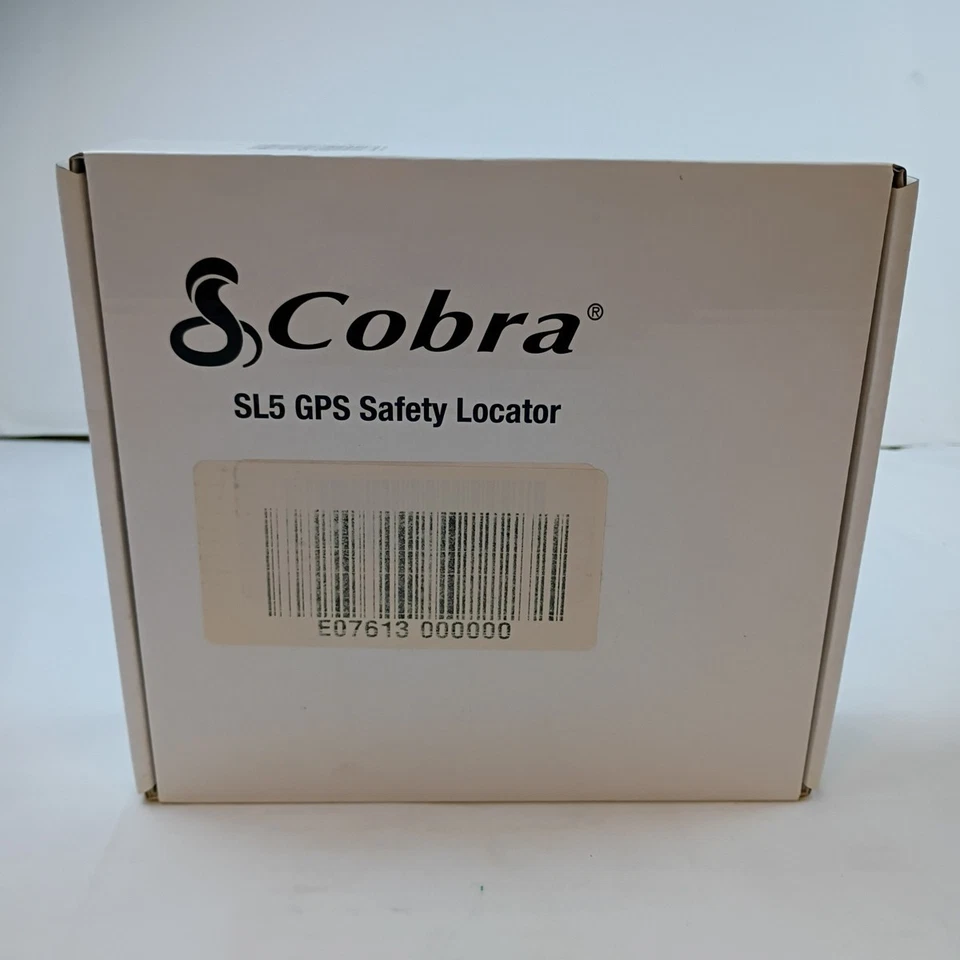 Cobra®
SL5 GPS Safety Locator
E07613 000000